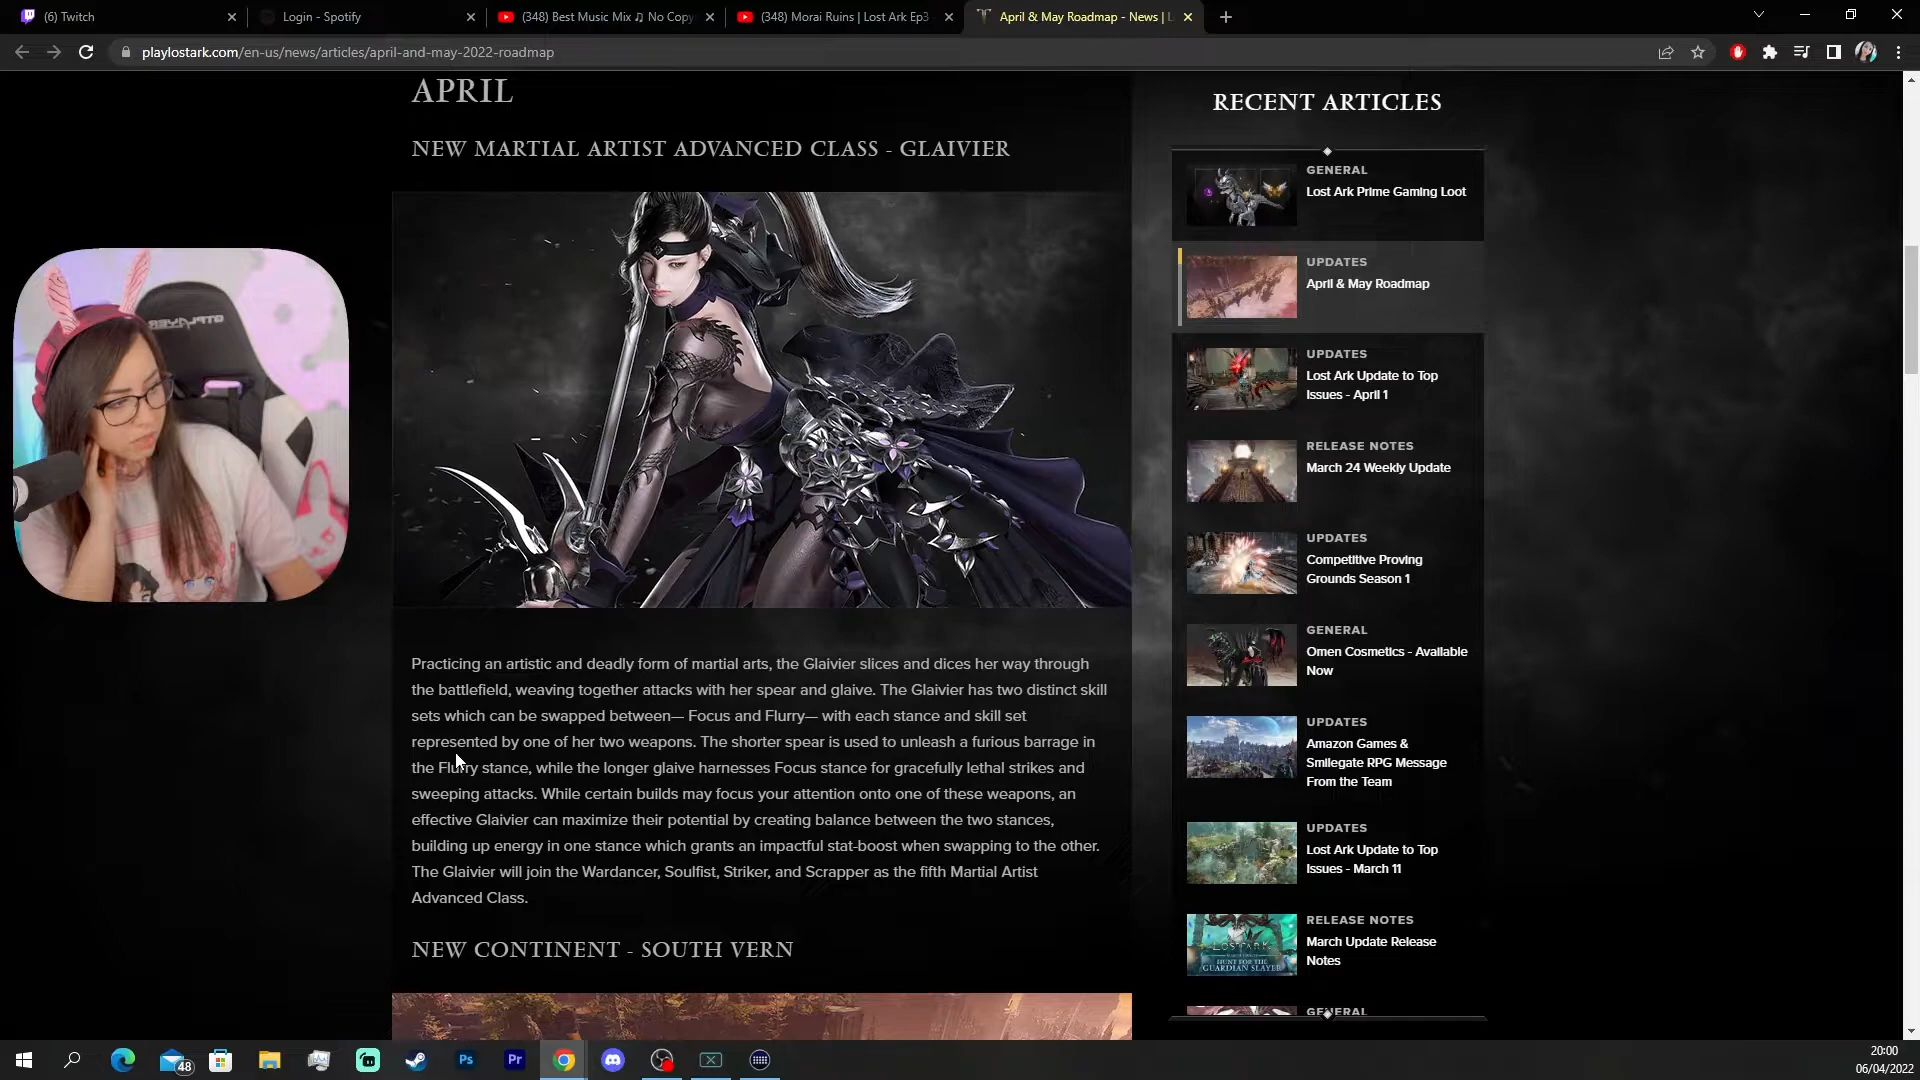 (6) Twitch
Login - Spotify
(348) Best Music Mix ♫ No Copy
(348) Morai Ruins | Lost Ark Ep3
April & May Roadmap - News | L
playlostark.com/en-us/news/articles/april-and-may-2022-roadmap
APRIL
NEW MARTIAL ARTIST ADVANCED CLASS - GLAIVIER
Practicing an artistic and deadly form of martial arts, the Glaivier slices and dices her way through
the battlefield, weaving together attacks with her spear and glaive. The Glaivier has two distinct skill
sets which can be swapped between— Focus and Flurry— with each stance and skill set
represented by one of her two weapons. The shorter spear is used to unleash a furious barrage in
the Flurry stance, while the longer glaive harnesses Focus stance for gracefully lethal strikes and
sweeping attacks. While certain builds may focus your attention onto one of these weapons, an
effective Glaivier can maximize their potential by creating balance between the two stances,
building up energy in one stance which grants an impactful stat-boost when swapping to the other.
The Glaivier will join the Wardancer, Soulfist, Striker, and Scrapper as the fifth Martial Artist
Advanced Class.
NEW CONTINENT - SOUTH VERN
RECENT ARTICLES
GENERAL
Lost Ark Prime Gaming Loot
UPDATES
April & May Roadmap
UPDATES
Lost Ark Update to Top
Issues - April 1
RELEASE NOTES
March 24 Weekly Update
UPDATES
Competitive Proving
Grounds Season 1
GENERAL
Omen Cosmetics - Available
Now
UPDATES
Amazon Games &
Smilegate RPG Message
From the Team
UPDATES
Lost Ark Update to Top
Issues - March 11
RELEASE NOTES
March Update Release
Notes
LOST ARK
HUNT FOR THE
GUARDIAN SLAYER
GENERAL
48
Ps
Pr
20:00
06/04/2022